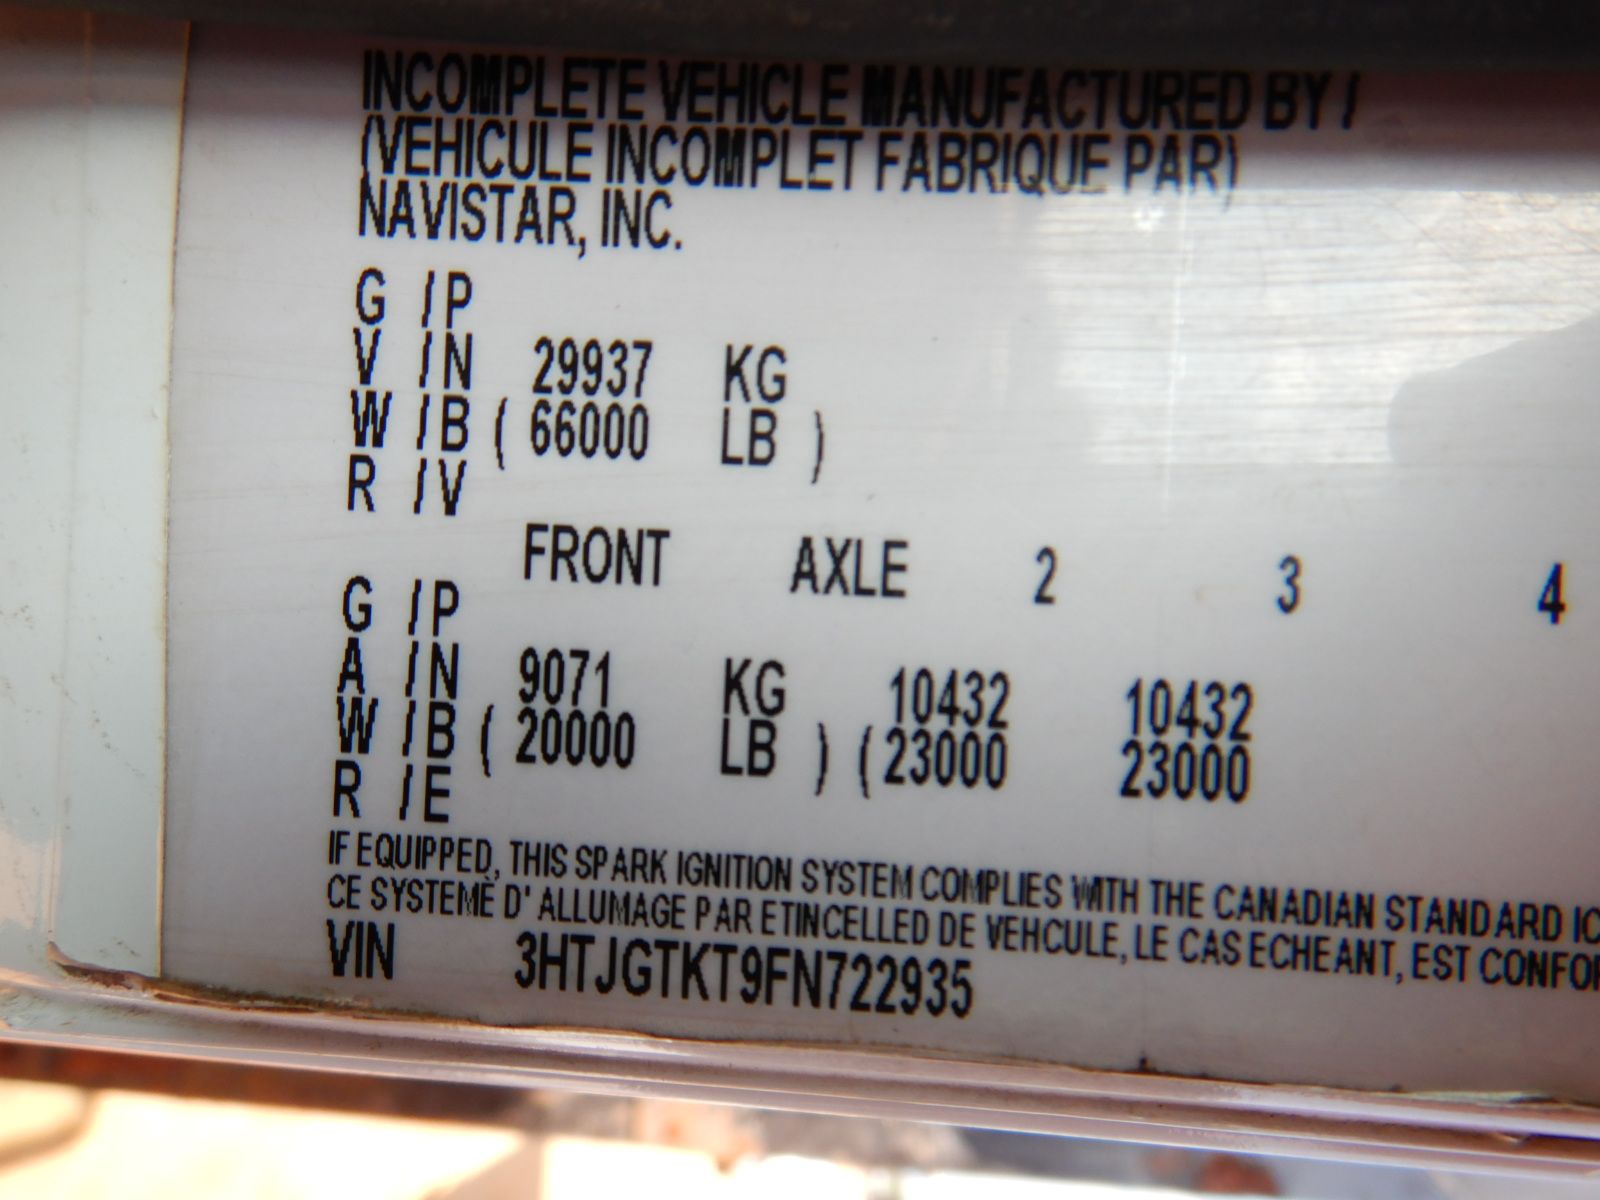 INCOMPLETE VEHICLE MANUFACTURED BY /
(VEHICULE INCOMPLET FABRIQUE PAR)
NAVISTAR, INC.
G /P
V /N 29937 KG
W /B ( 66000 LB )
R /V
FRONT AXLE 2 3 4
G /P
A /N 9071 KG 10432 10432
W /B ( 20000 LB ) ( 23000 23000
R /E
IF EQUIPPED, THIS SPARK IGNITION SYSTEM COMPLIES WITH THE CANADIAN STANDARD IC
CE SYSTEME D' ALLUMAGE PAR ETINCELLED DE VEHCULE, LE CAS ECHEANT, EST CONFOR
VIN 3HTJGTKT9FN722935